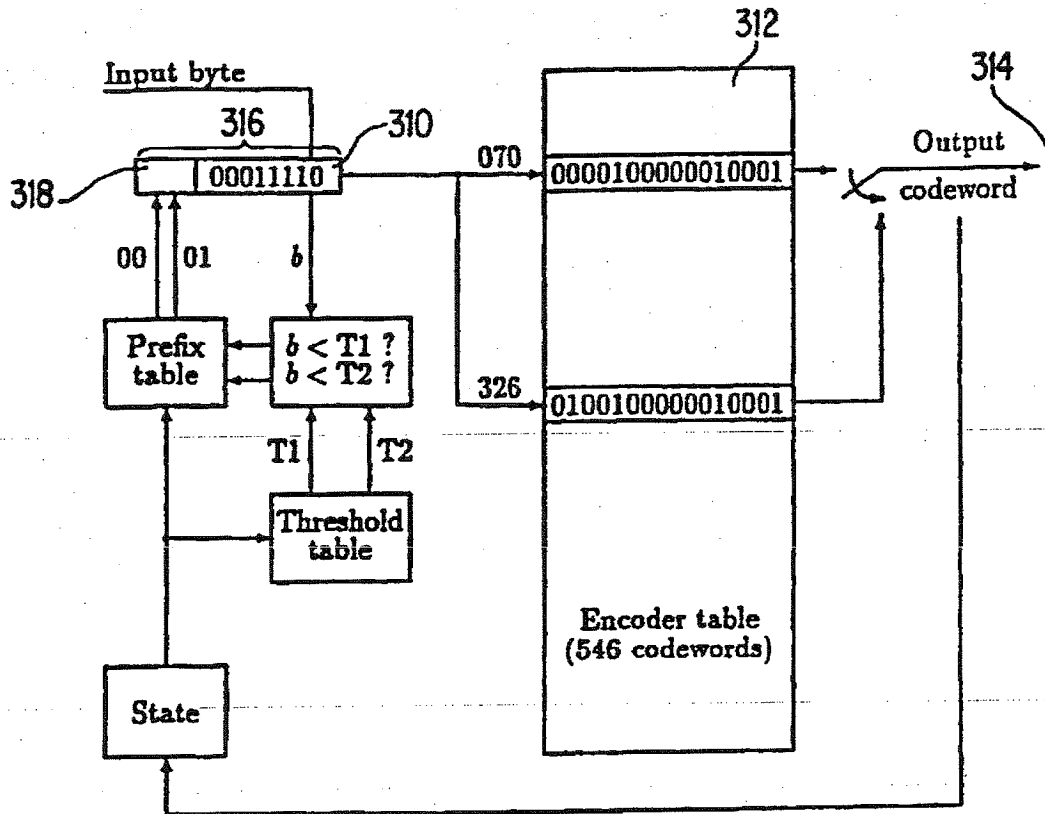 312
314
Input byte
316
310
318
00011110
070
0000100000010001
Output
codeword
00
01
b
Prefix
table
b < T1 ?
b < T2 ?
326
0100100000010001
T1
T2
Threshold
table
Encoder table
(546 codewords)
State